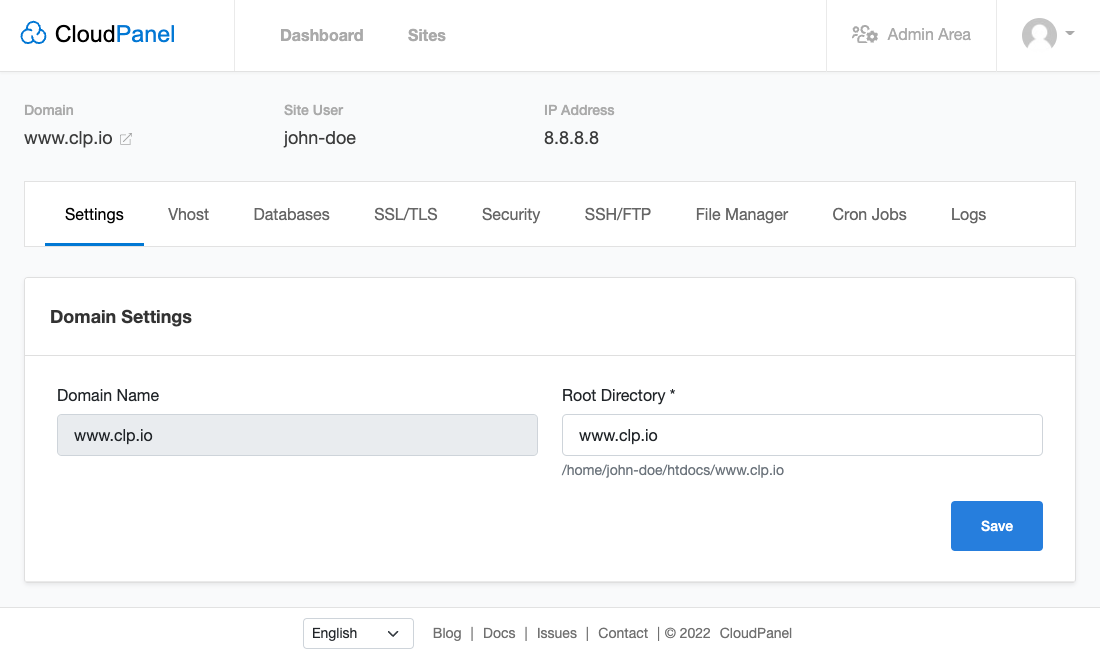 CloudPanel Dashboard Sites Admin Area
Domain Site User IP Address
www.clp.io john-doe 8.8.8.8
Settings Vhost Databases SSL/TLS Security SSH/FTP File Manager Cron Jobs Logs
Domain Settings
Domain Name Root Directory *
www.clp.io www.clp.io
/home/john-doe/htdocs/www.clp.io
Save
English Blog | Docs | Issues | Contact | © 2022 CloudPanel